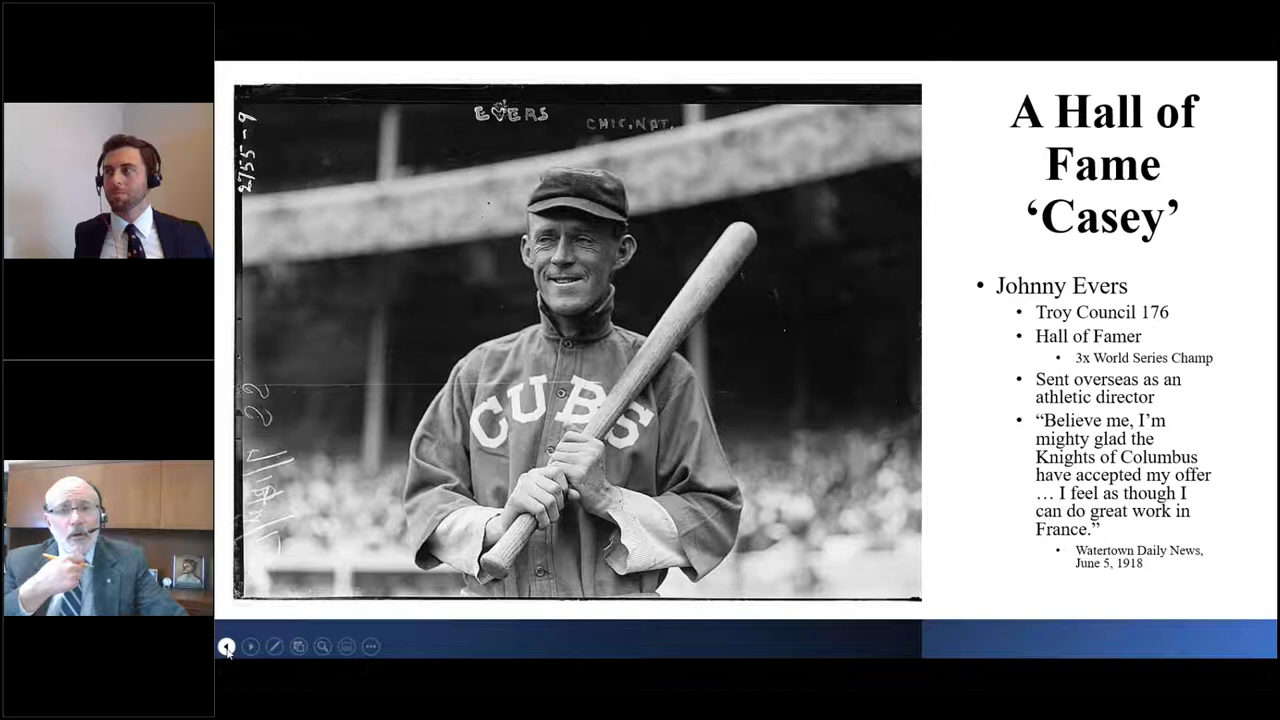 2755-9
EVERS
CHIC. NAT.
CUBS
A Hall of
Fame
‘Casey’
• Johnny Evers
• Troy Council 176
• Hall of Famer
• 3x World Series Champ
• Sent overseas as an
athletic director
• “Believe me, I’m
mighty glad the
Knights of Columbus
have accepted my offer
… I feel as though I
can do great work in
France.”
• Watertown Daily News,
June 5, 1918